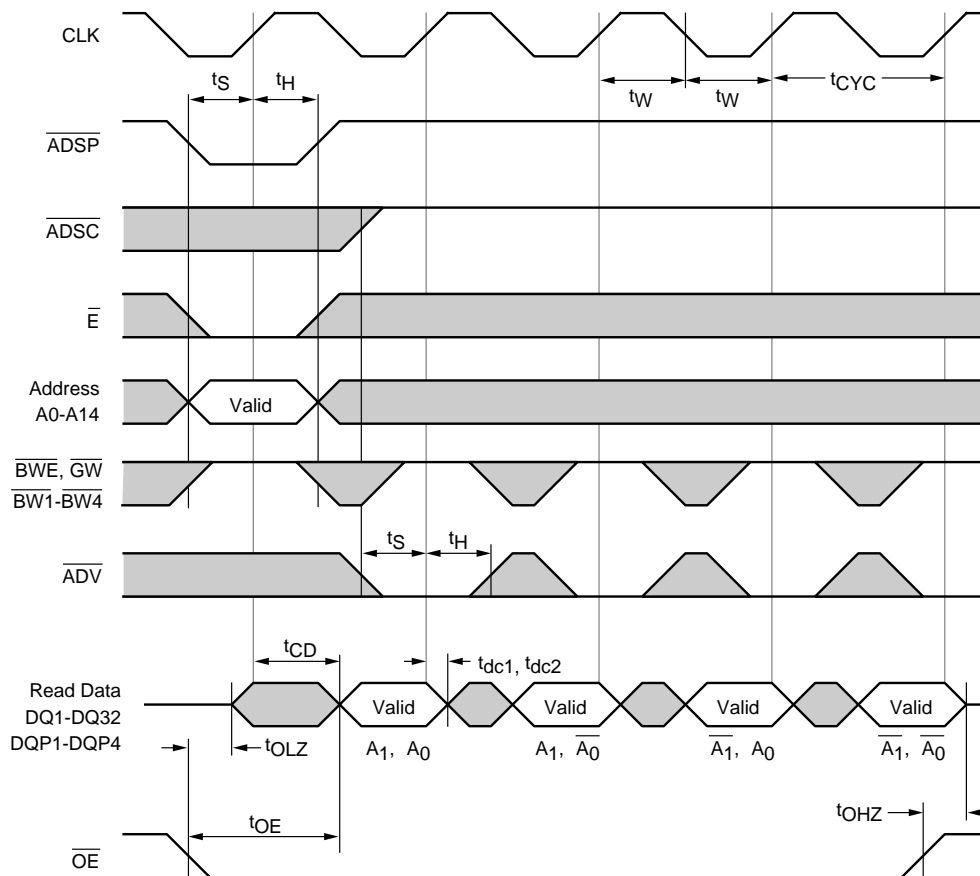 CLK
tS tH
tW tW tCYC
ADSP
ADSC
E
Address
A0-A14
Valid
BWE, GW
BW1-BW4
tS tH
ADV
tCD
tdc1, tdc2
Read Data
DQ1-DQ32
DQP1-DQP4
Valid Valid Valid Valid
tOLZ
A1, A0 A1, A0 A1, A0 A1, A0
tOE
tOHZ
OE